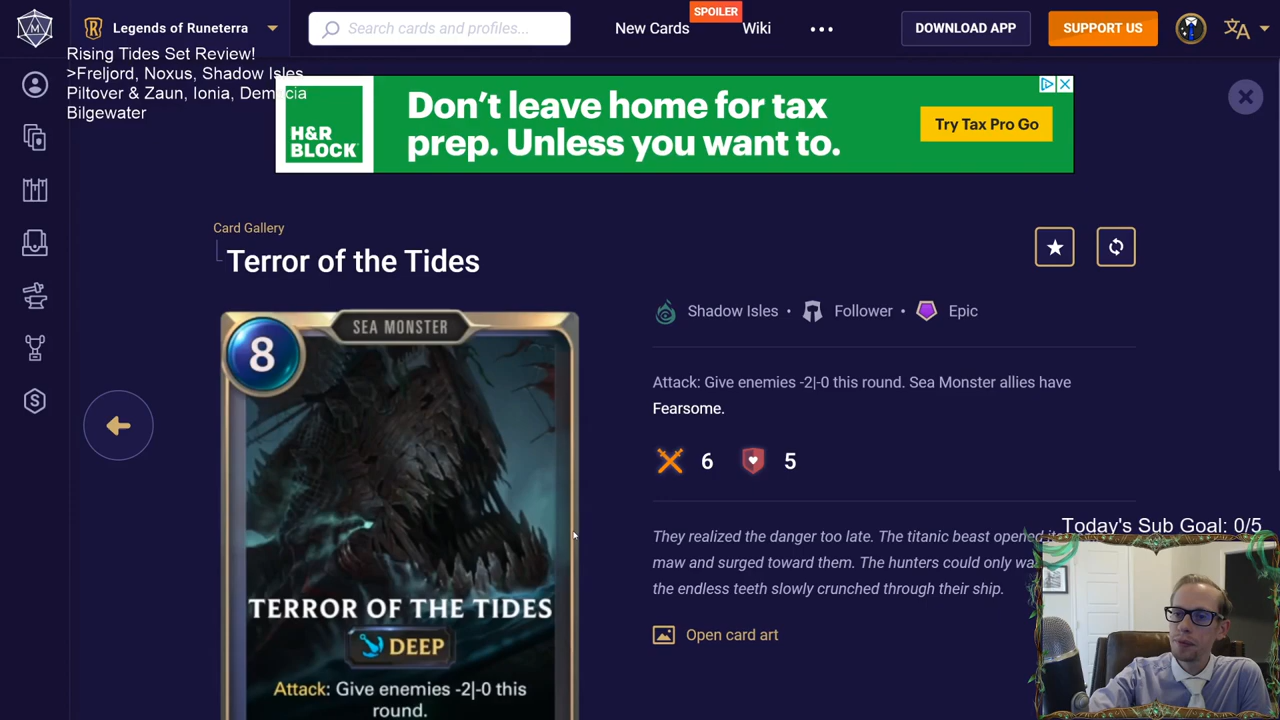 Legends of Runeterra
Search cards and profiles...
New Cards
SPOILER
Wiki
DOWNLOAD APP
SUPPORT US
Rising Tides Set Review!
>Freljord, Noxus, Shadow Isles
Piltover & Zaun, Ionia, Demacia
Bilgewater
H&R
BLOCK
Don't leave home for tax
prep. Unless you want to.
Try Tax Pro Go
Card Gallery
Terror of the Tides
SEA MONSTER
8
TERROR OF THE TIDES
DEEP
Attack: Give enemies -2|-0 this
round.
Shadow Isles • Follower • Epic
Attack: Give enemies -2|-0 this round. Sea Monster allies have
Fearsome.
6 5
They realized the danger too late. The titanic beast opened
maw and surged toward them. The hunters could only
the endless teeth slowly crunched through their ship.
Open card art
Today's Sub Goal: 0/5